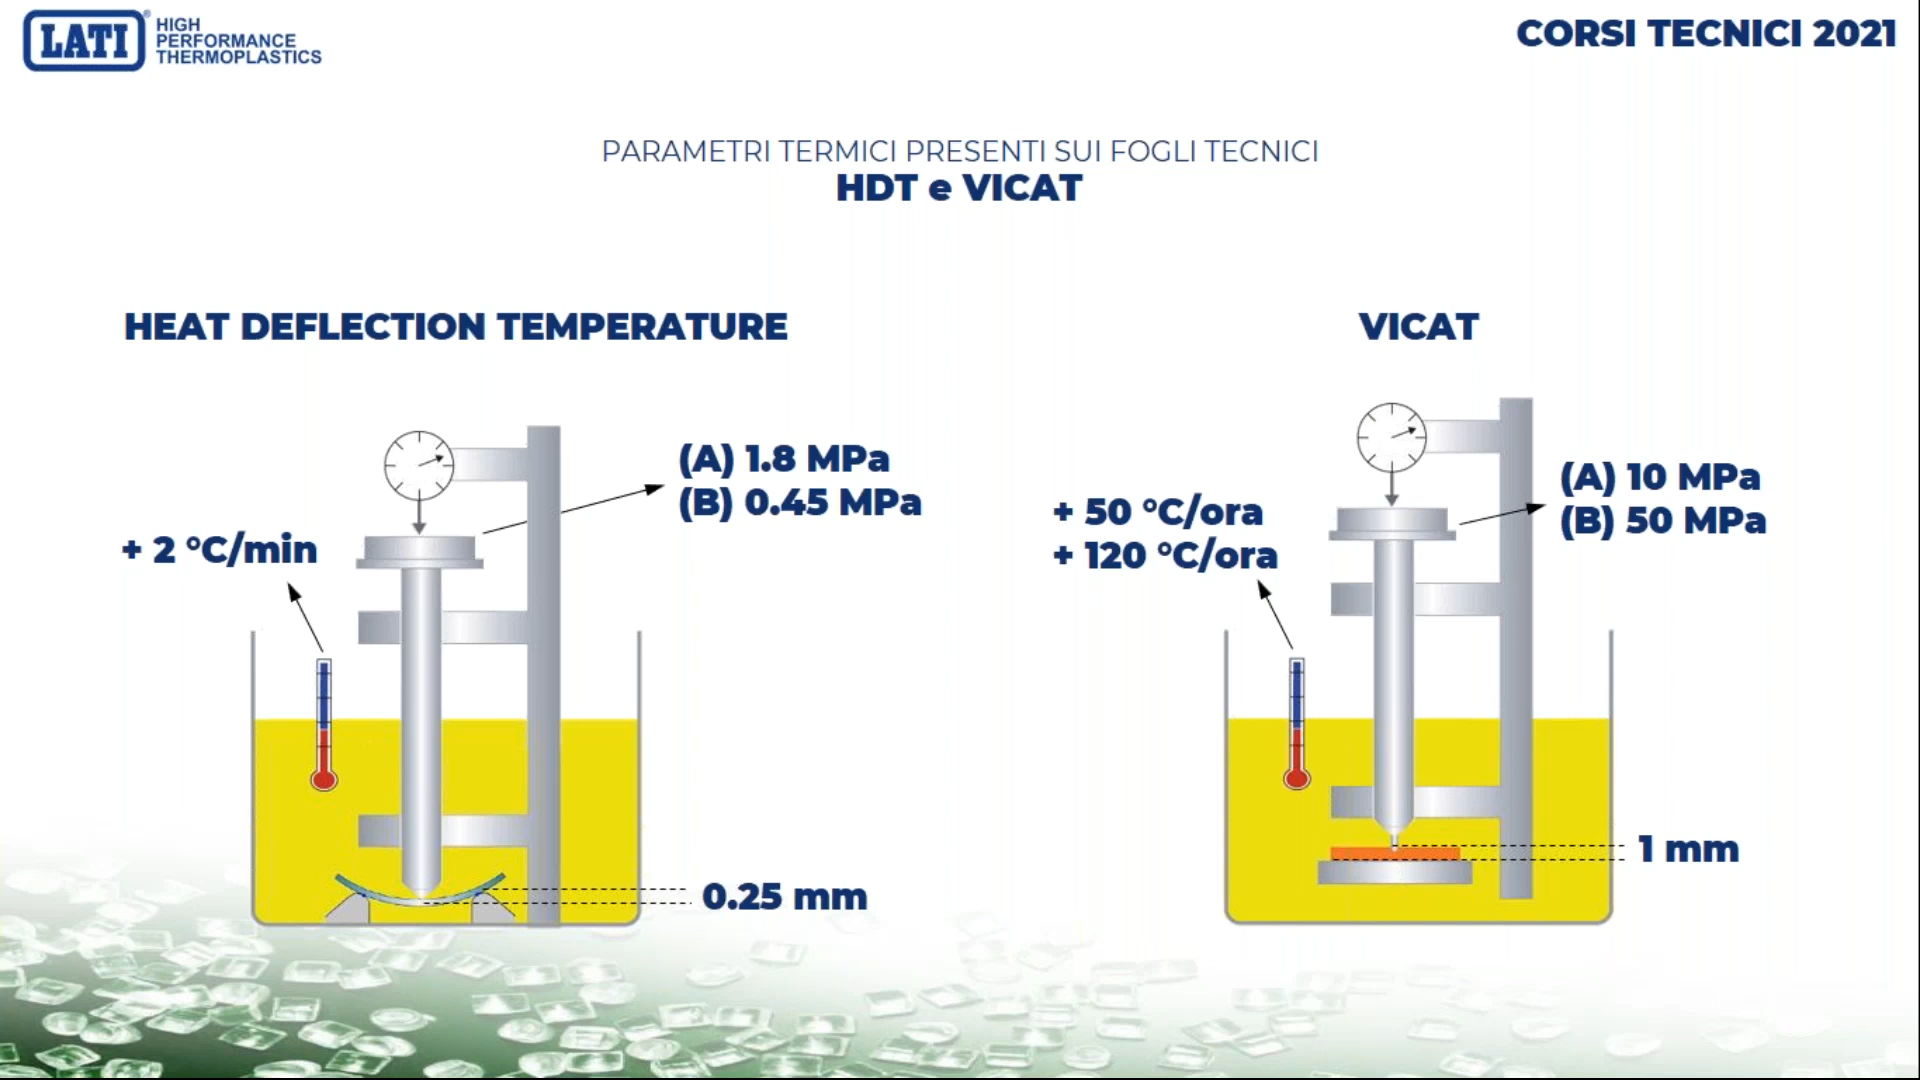 LATI®
HIGH
PERFORMANCE
THERMOPLASTICS
CORSI TECNICI 2021
PARAMETRI TERMICI PRESENTI SUI FOGLI TECNICI
HDT e VICAT
HEAT DEFLECTION TEMPERATURE
(A) 1.8 MPa
(B) 0.45 MPa
+ 2 °C/min
0.25 mm
VICAT
(A) 10 MPa
(B) 50 MPa
+ 50 °C/ora
+ 120 °C/ora
1 mm